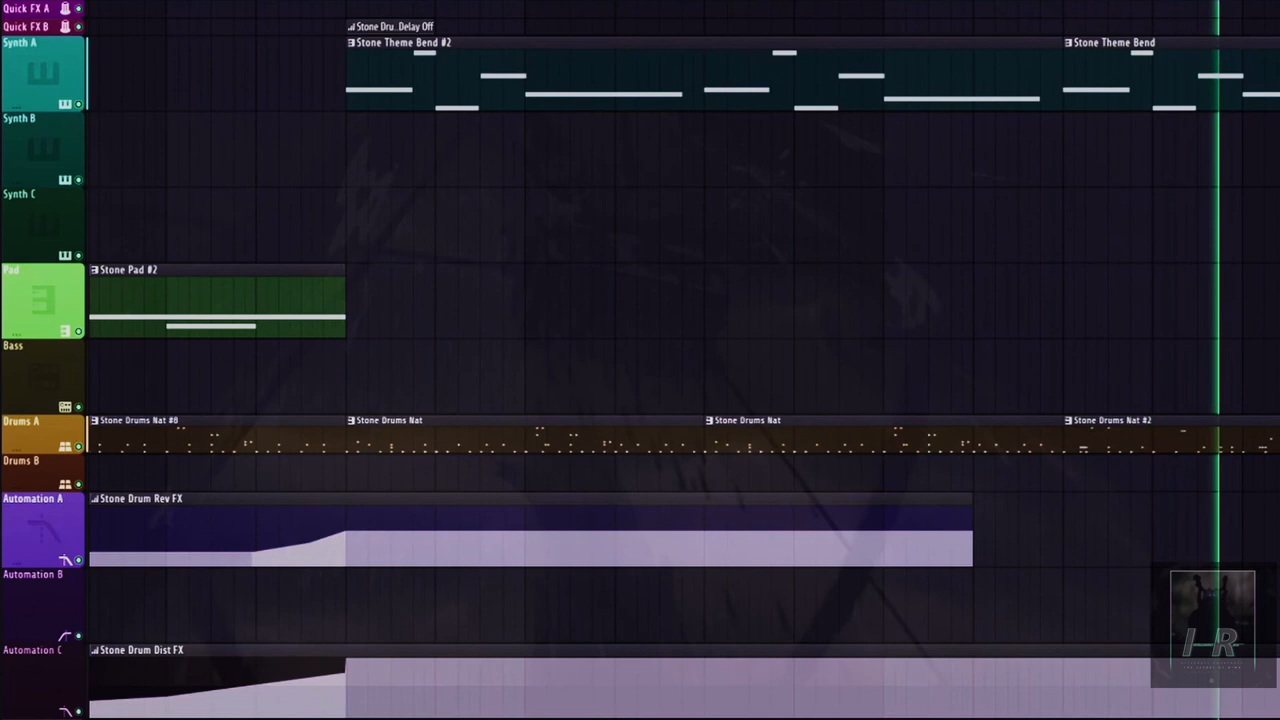 Quick FX A
Quick FX B
Stone Dru..Delay Off
Synth A
Stone Theme Bend #2
Stone Theme Bend
Synth B
Synth C
Pad
Stone Pad #2
Bass
Drums A
Stone Drums Nat #8
Stone Drums Nat
Stone Drums Nat
Stone Drums Nat #2
Drums B
Automation A
Stone Drum Rev FX
Automation B
Automation C
Stone Drum Dist FX